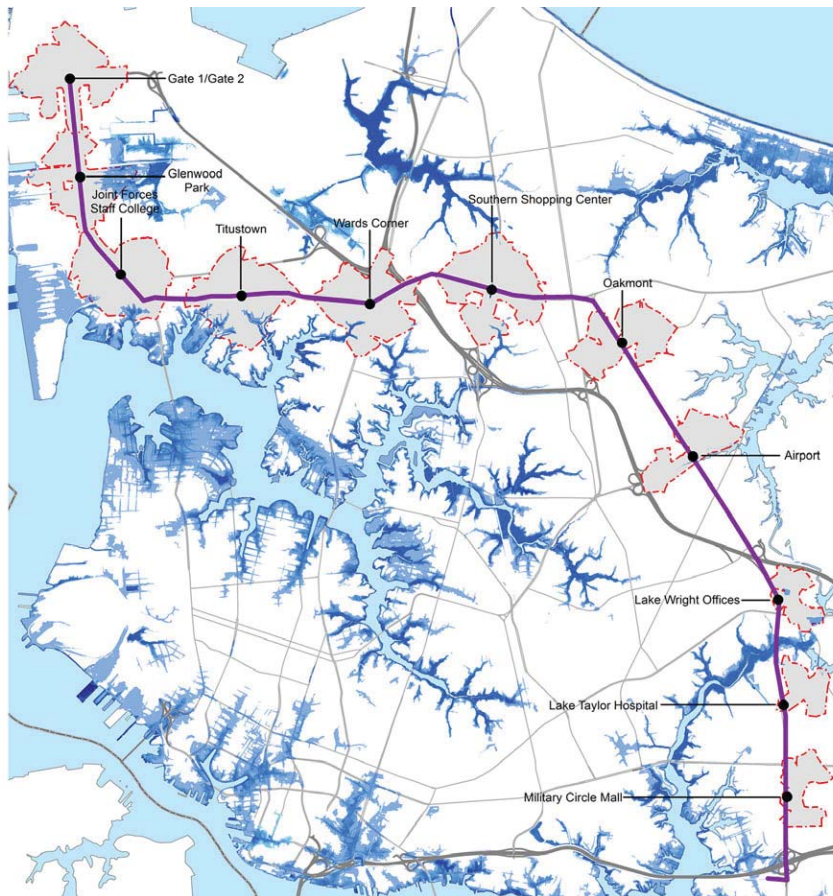 Gate 1/Gate 2
Glenwood
Park
Joint Forces
Staff College
Titustown
Wards Corner
Southern Shopping Center
Oakmont
Airport
Lake Wright Offices
Lake Taylor Hospital
Military Circle Mall